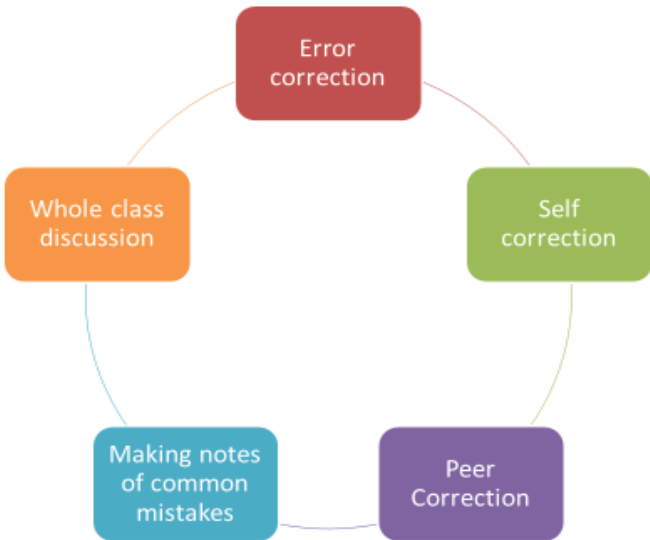 Error
correction
Self
correction
Peer
Correction
Making notes
of common
mistakes
Whole class
discussion